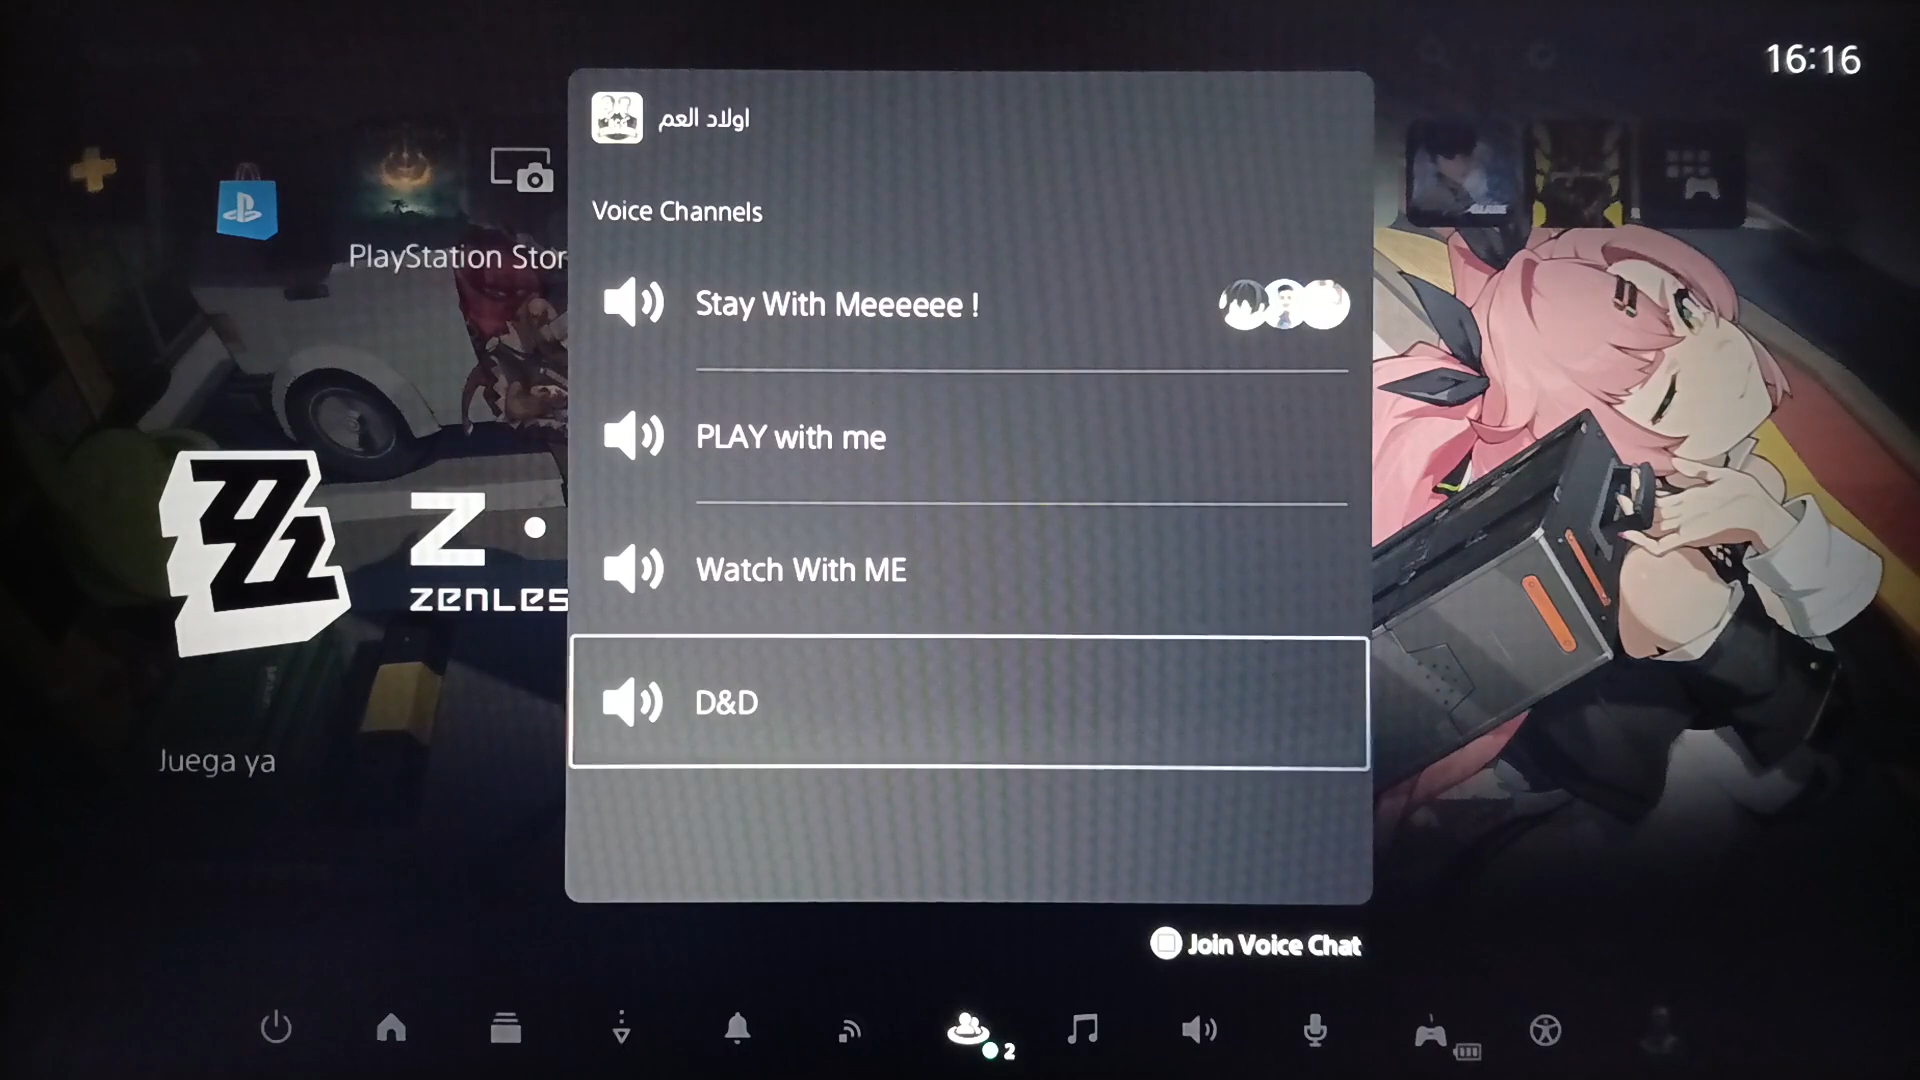 16:16
اولاد العم
Voice Channels
PlayStation Stor
Stay With Meeeeee !
PLAY with me
Watch With ME
Z
ZENLES
D&D
Juega ya
Join Voice Chat
2